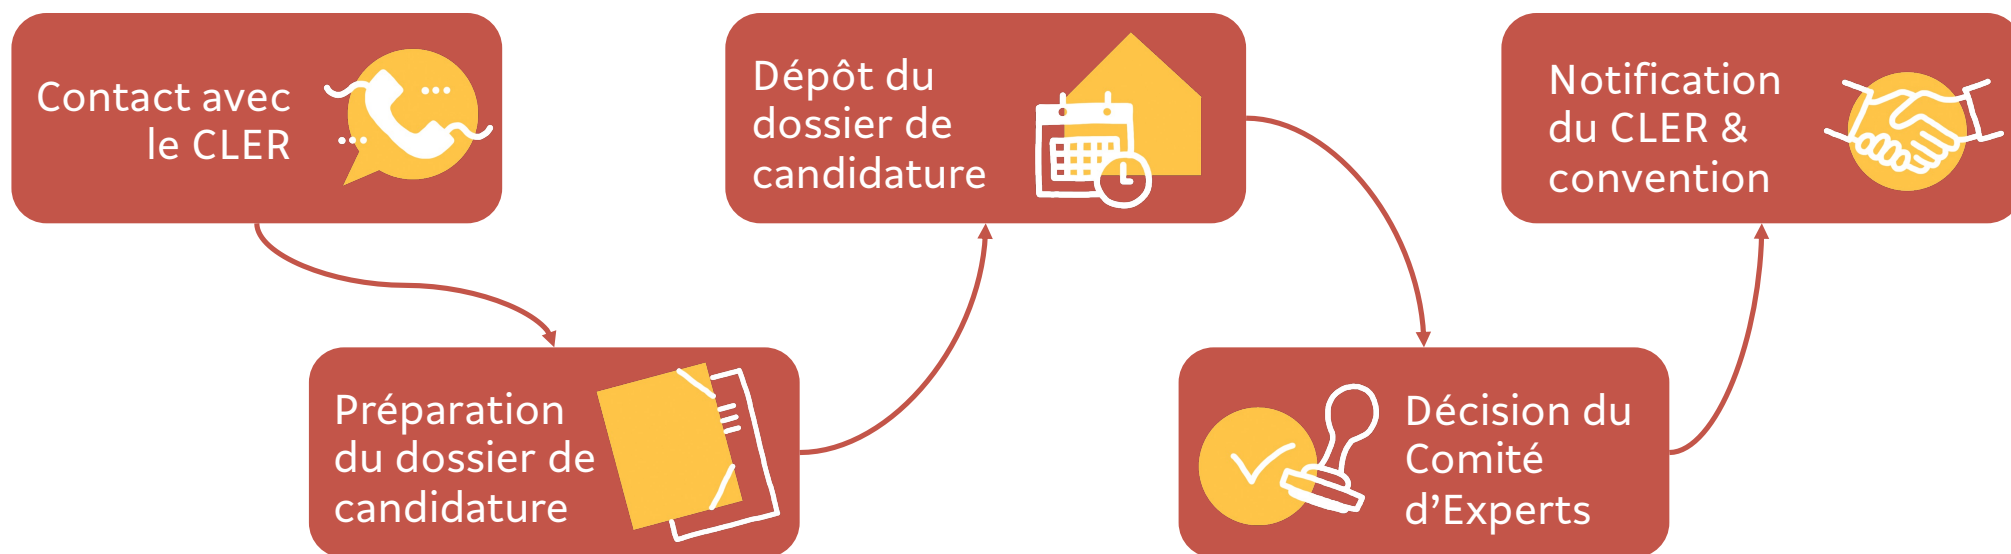 Contact avec
le CLER
Préparation
du dossier de
candidature
Dépôt du
dossier de
candidature
Décision du
Comité
d’Experts
Notification
du CLER &
convention